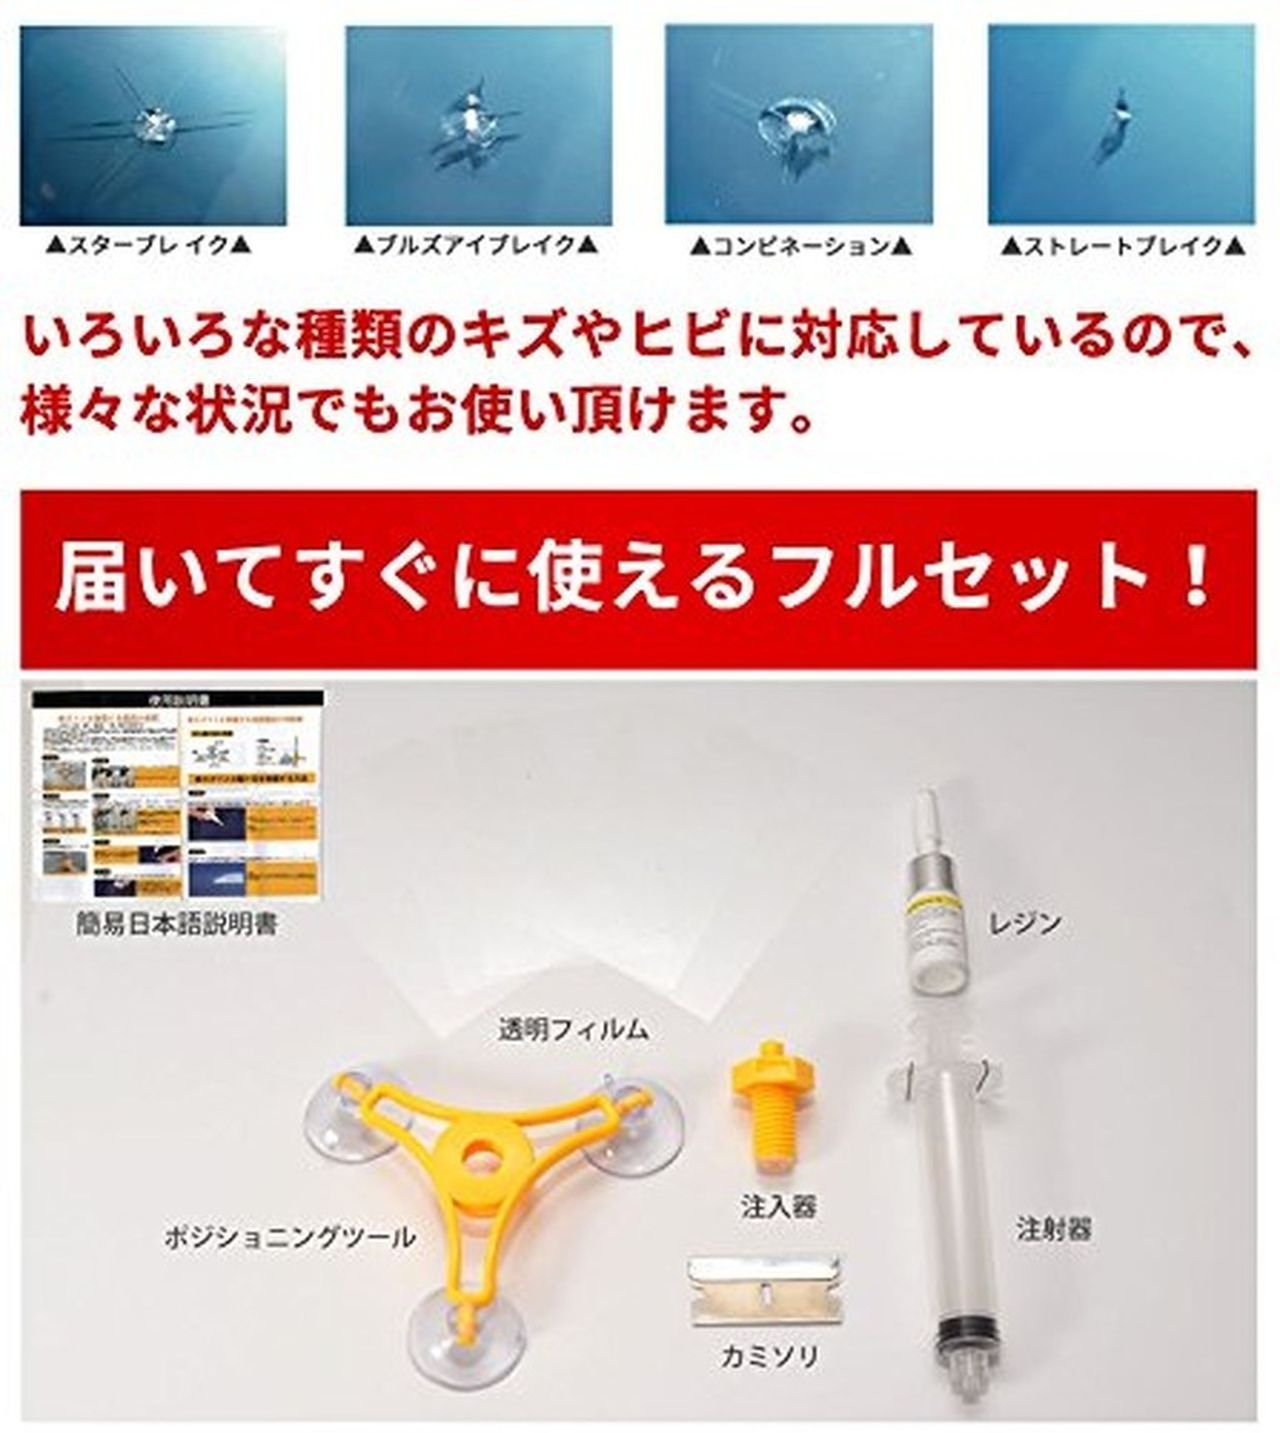 ▲スターブレイク▲
▲ブルズアイブレイク▲
▲コンビネーション▲
▲ストレートブレイク▲
いろいろな種類のキズやヒビに対応しているので、
様々な状況でもお使い頂けます。
届いてすぐに使えるフルセット！
使用説明書
簡易日本語説明書
レジン
透明フィルム
注入器
ポジショニングツール
注射器
カミソリ